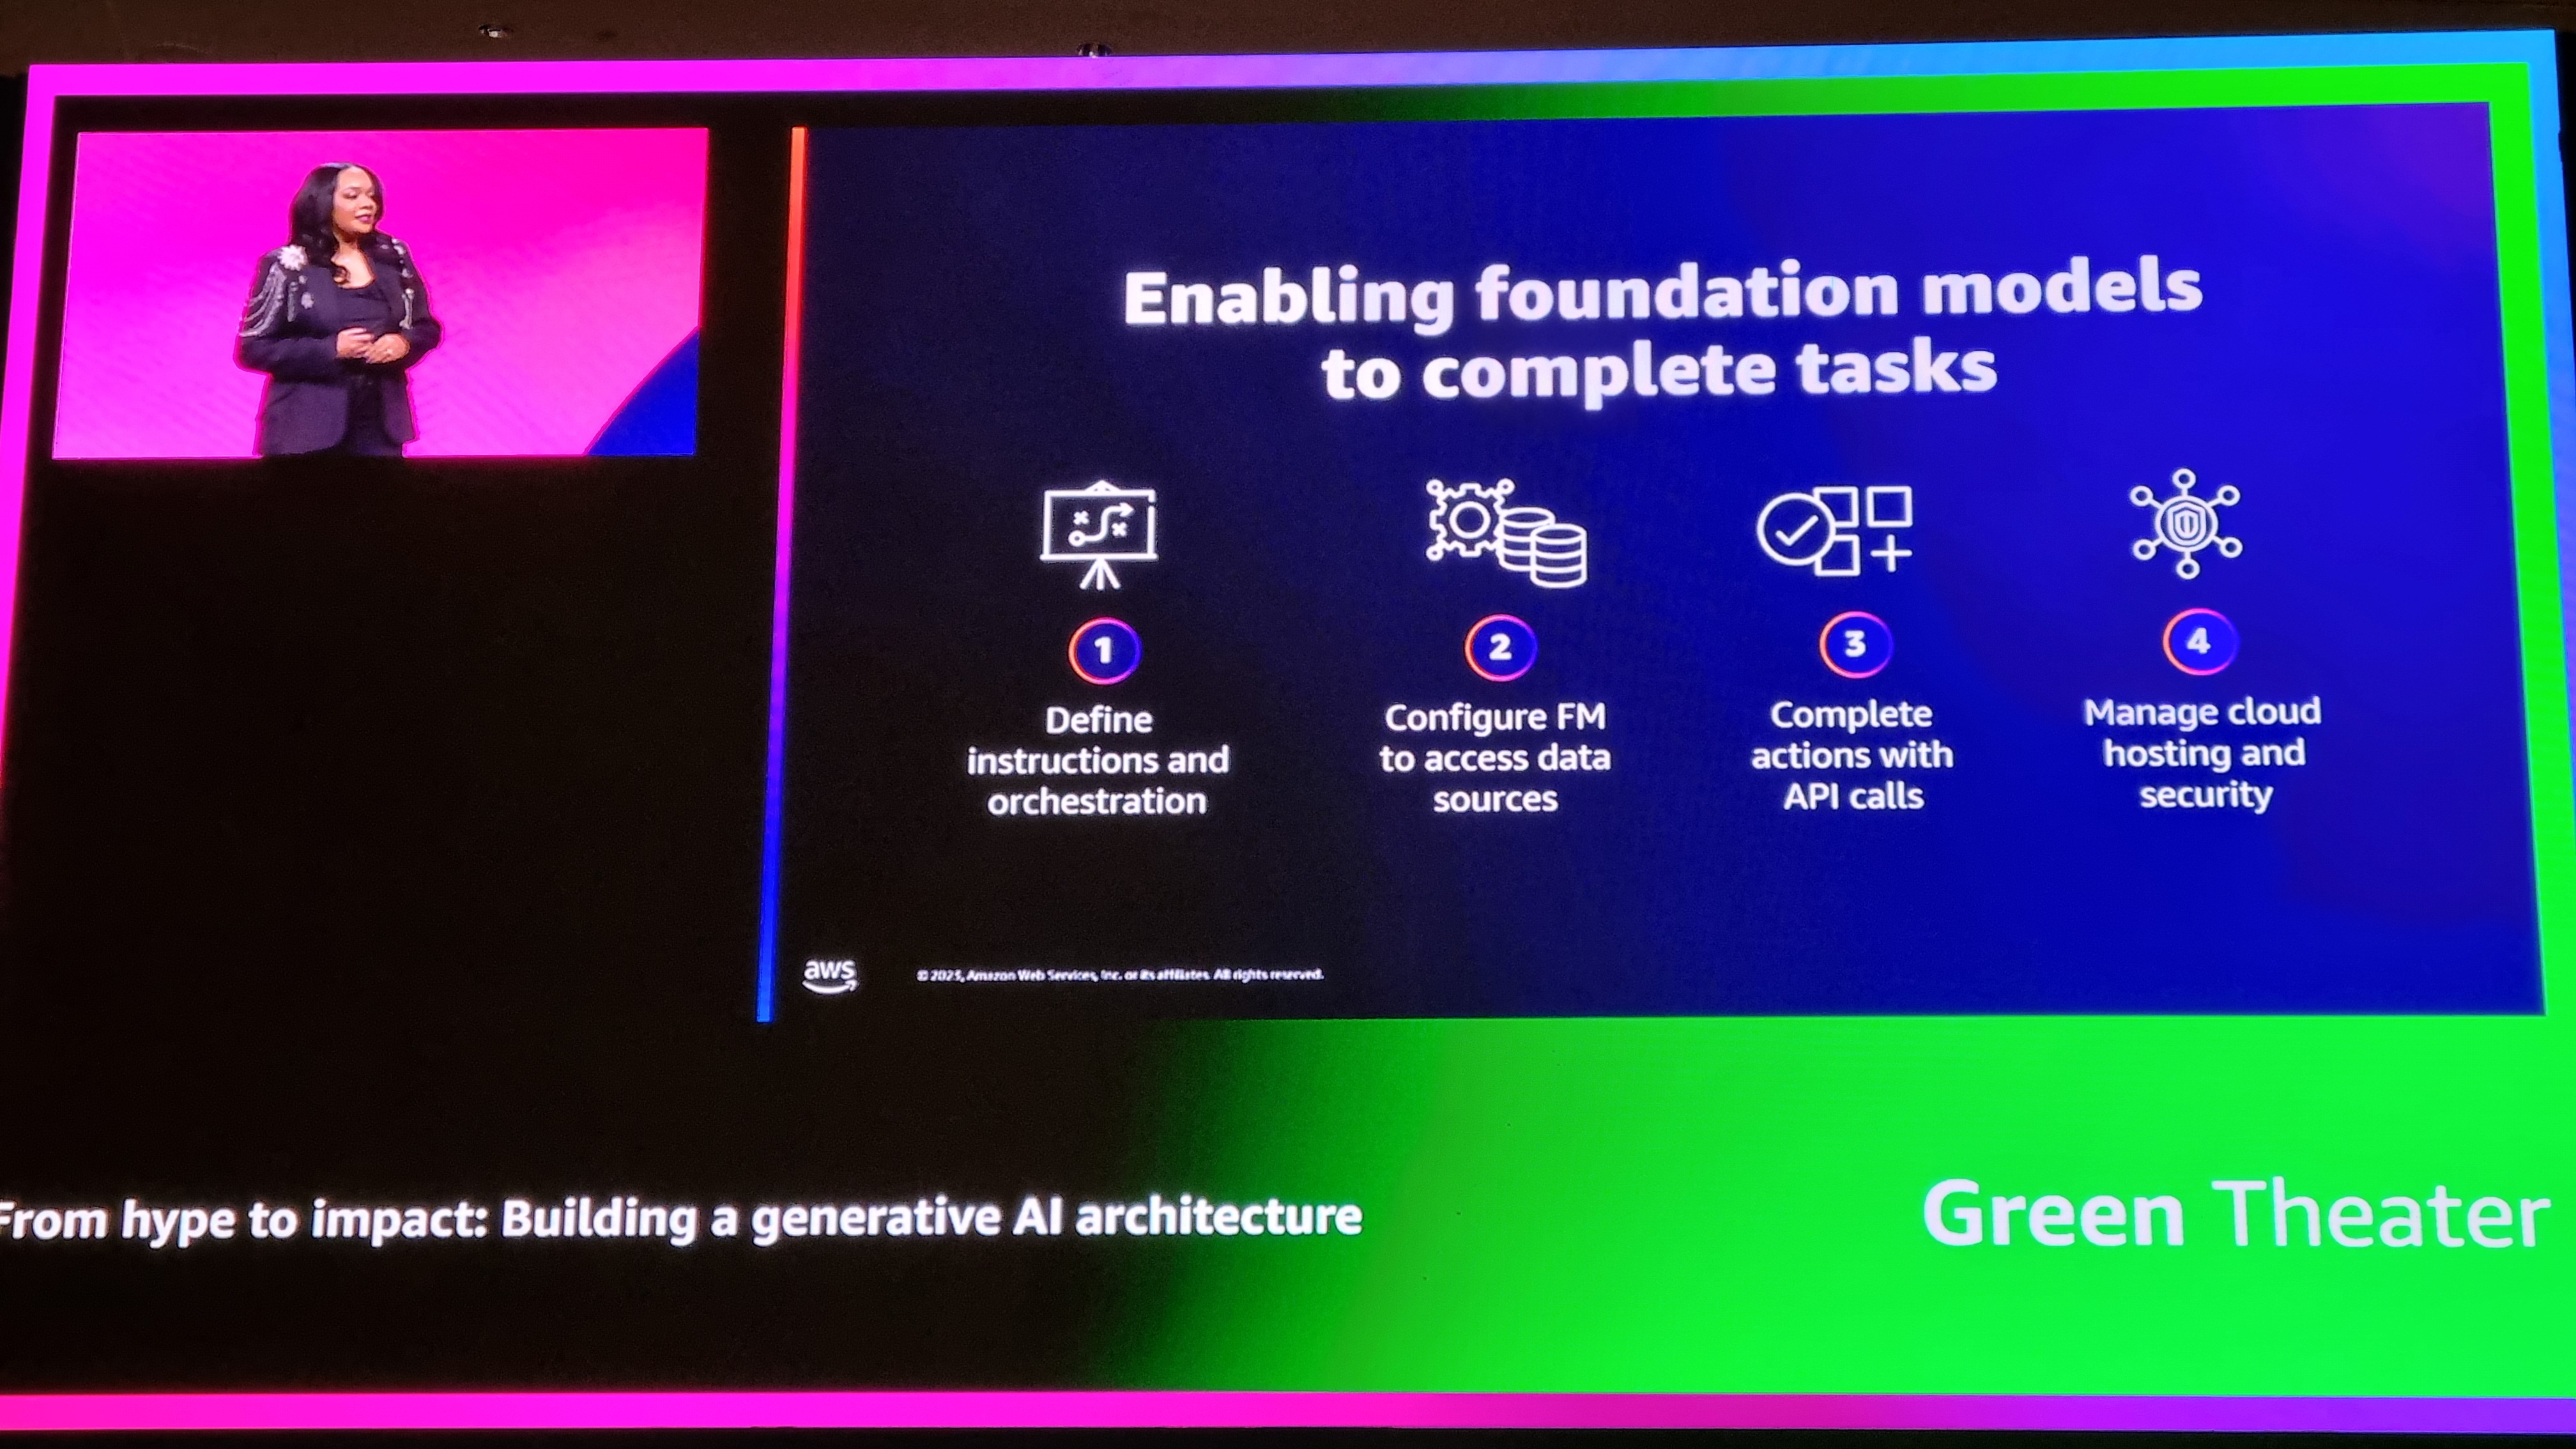 Enabling foundation models
to complete tasks
1
Define
instructions and
orchestration
2
Configure FM
to access data
sources
3
Complete
actions with
API calls
4
Manage cloud
hosting and
security
aws
© 2023, Amazon Web Services, Inc. or its affiliates. All rights reserved.
From hype to impact: Building a generative AI architecture
Green Theater